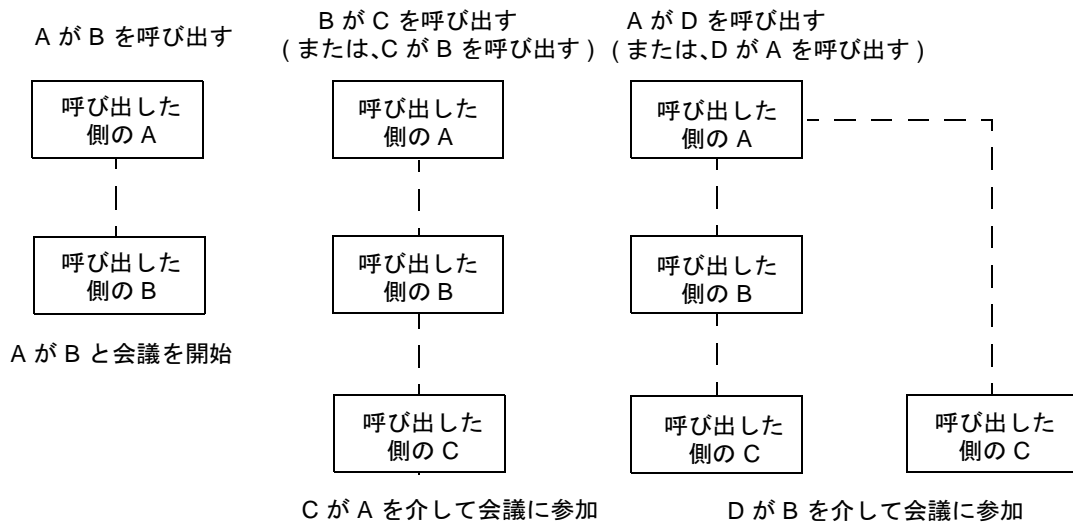 A が B を呼び出す
呼び出した
側の A
呼び出した
側の B
A が B と会議を開始
B が C を呼び出す
( または、C が B を呼び出す )
呼び出した
側の A
呼び出した
側の B
呼び出した
側の C
C が A を介して会議に参加
A が D を呼び出す
( または、D が A を呼び出す )
呼び出した
側の A
呼び出した
側の B
呼び出した
側の C
呼び出した
側の C
D が B を介して会議に参加